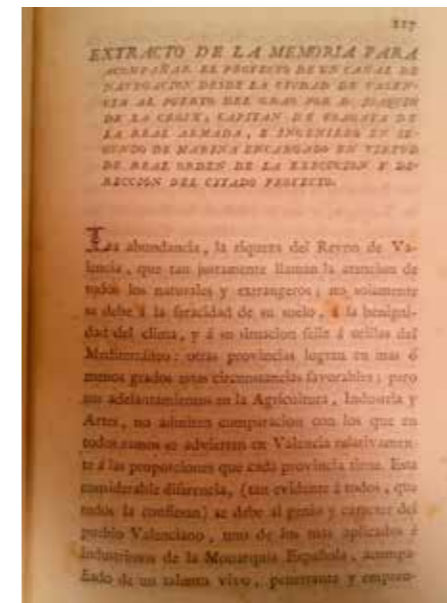 117
EXTRACTO DE LA MEMORIA PARA
ACOMPAÑAR EL PROYECTO DE UN CANAL DE
NAVEGACION DESDE LA CIUDAD DE VALEN-
CIA AL PUERTO DEL GRAO POR D. JOAQUIN
DE LA CROIX, CAPITAN DE FRAGATA DE
LA REAL ARMADA, E INGENIERO EN SE-
GUNDO DE MARINA ENCARGADO EN VIRTUD
DE REAL ORDEN DE LA EXECUCION Y DI-
RECCION DEL CITADO PROYECTO.
La abundancia, la riqueza del Reyno de Va-
lencia, que tan justamente llaman la atencion de
todos los naturales y extrangeros; no solamente
se debe á la feracidad de su suelo, á la benigni-
dad del clima, y á su situacion á orillas del
Mediterráneo: otras provincias logran en mas ó
menos grados estas circunstancias favorables; pero
sus adelantamientos en la Agricultura, Industria y
Artes, no admiten comparacion con los que en
todos ramos se advierten en Valencia relativamen-
te á las proporciones que cada provincia tiene. Esta
considerable diferencia, (tan evidente á todos, que
todos la confiesan) se debe al genio y caracter del
pueblo Valenciano, uno de los mas aplicados é
industriosos de la Monarquía Española, acompa-
ñado de un talento vivo, penetrante y empren-